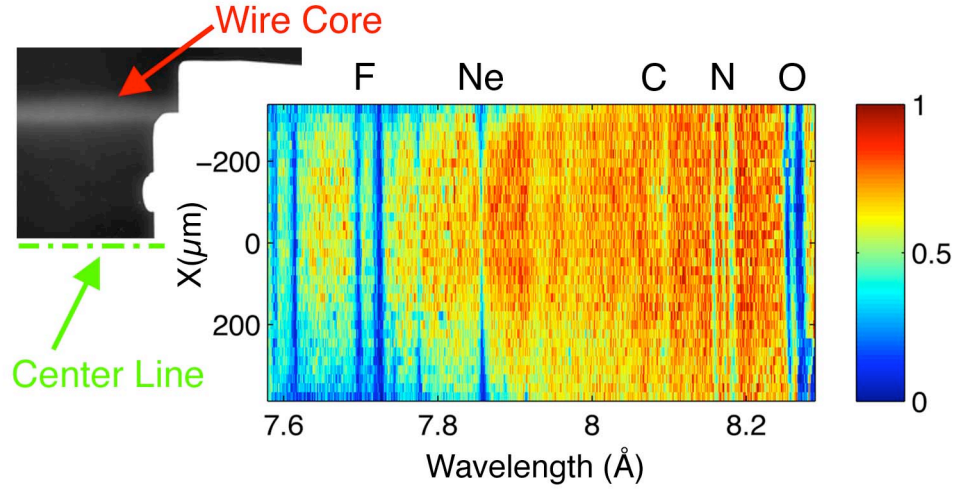 Wire Core
F Ne C N O
X(µm)
−200
0
200
7.6 7.8 8 8.2
Wavelength (Å)
1
0.5
0
Center Line